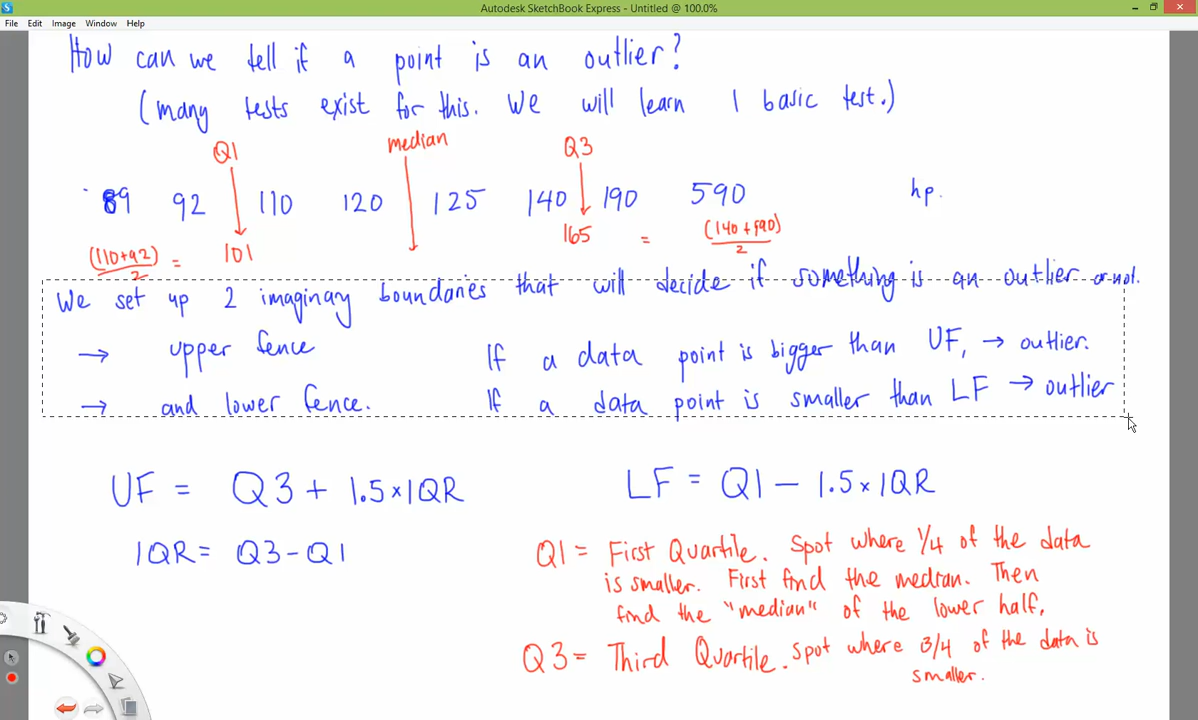 Autodesk SketchBook Express - Untitled @ 100.0%
File Edit Image Window Help
How can we tell if a point is an outlier?
(many tests exist for this. We will learn 1 basic test.)
Q1 median Q3
89 92 110 120 125 140 190 590 hp.
(110+92)/2 = 101 165 = (140+590)/2
We set up 2 imaginary boundaries that will decide if something is an outlier or not.
→ upper fence If a data point is bigger than UF, → outlier.
→ and lower fence. If a data point is smaller than LF → outlier
UF = Q3 + 1.5×IQR LF = Q1 − 1.5×IQR
IQR = Q3-Q1
Q1 = First Quartile. Spot where 1/4 of the data
is smaller. First find the median. Then
find the "median" of the lower half.
Q3 = Third Quartile. Spot where 3/4 of the data is
smaller.